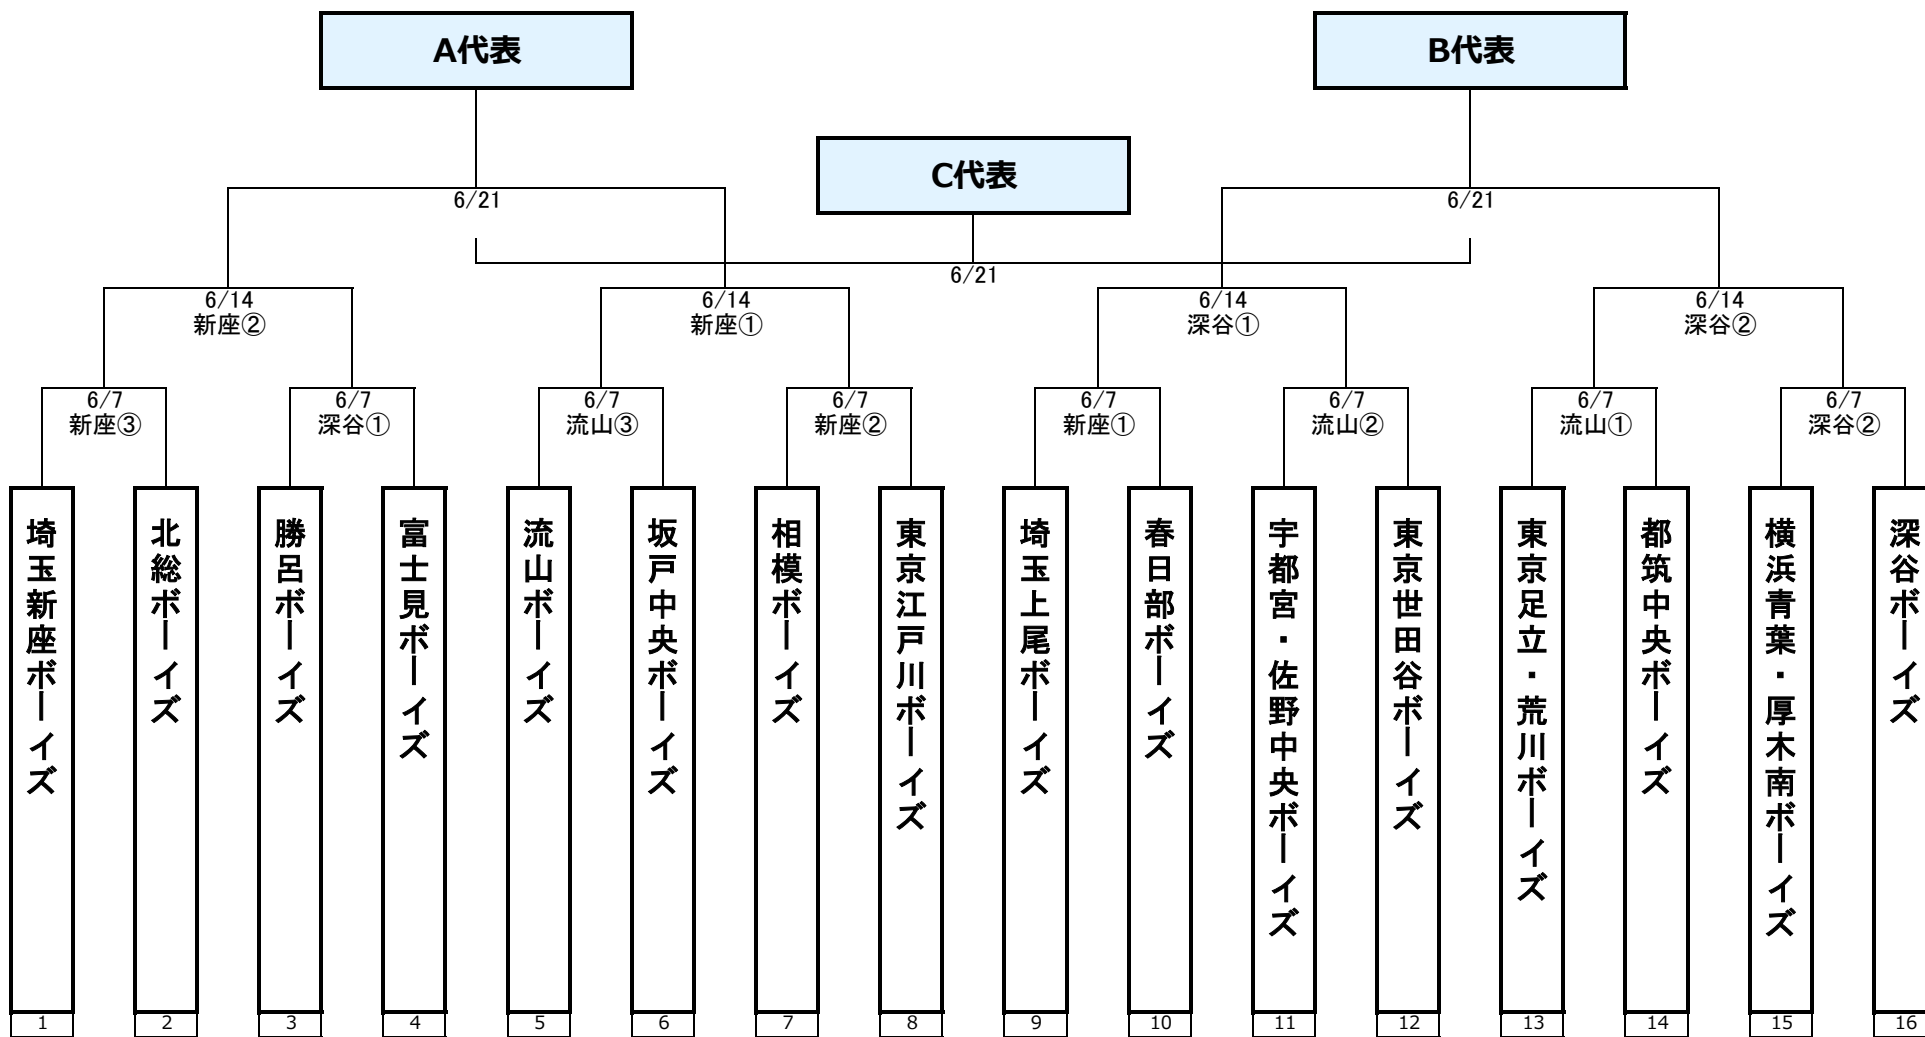 A代表
B代表
C代表
6/21
6/21
6/21
6/14
新座②
6/14
新座①
6/14
深谷①
6/14
深谷②
6/7
新座③
6/7
深谷①
6/7
流山③
6/7
新座②
6/7
新座①
6/7
流山②
6/7
流山①
6/7
深谷②
埼玉新座ボーイズ
北総ボーイズ
勝呂ボーイズ
富士見ボーイズ
流山ボーイズ
坂戸中央ボーイズ
相模ボーイズ
東京江戸川ボーイズ
埼玉上尾ボーイズ
春日部ボーイズ
宇都宮・佐野中央ボーイズ
東京世田谷ボーイズ
東京足立・荒川ボーイズ
都筑中央ボーイズ
横浜青葉・厚木南ボーイズ
深谷ボーイズ
1
2
3
4
5
6
7
8
9
10
11
12
13
14
15
16